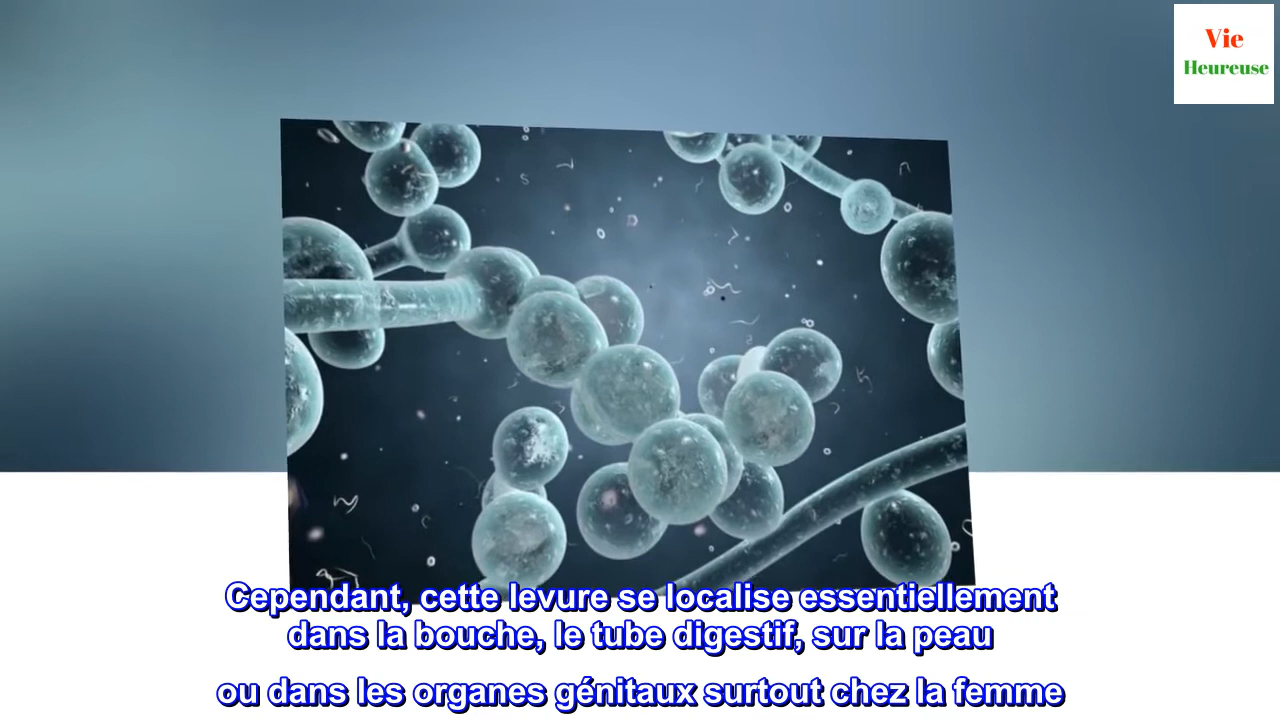 Vie
Heureuse
Cependant, cette levure se localise essentiellement
dans la bouche, le tube digestif, sur la peau
ou dans les organes génitaux surtout chez la femme